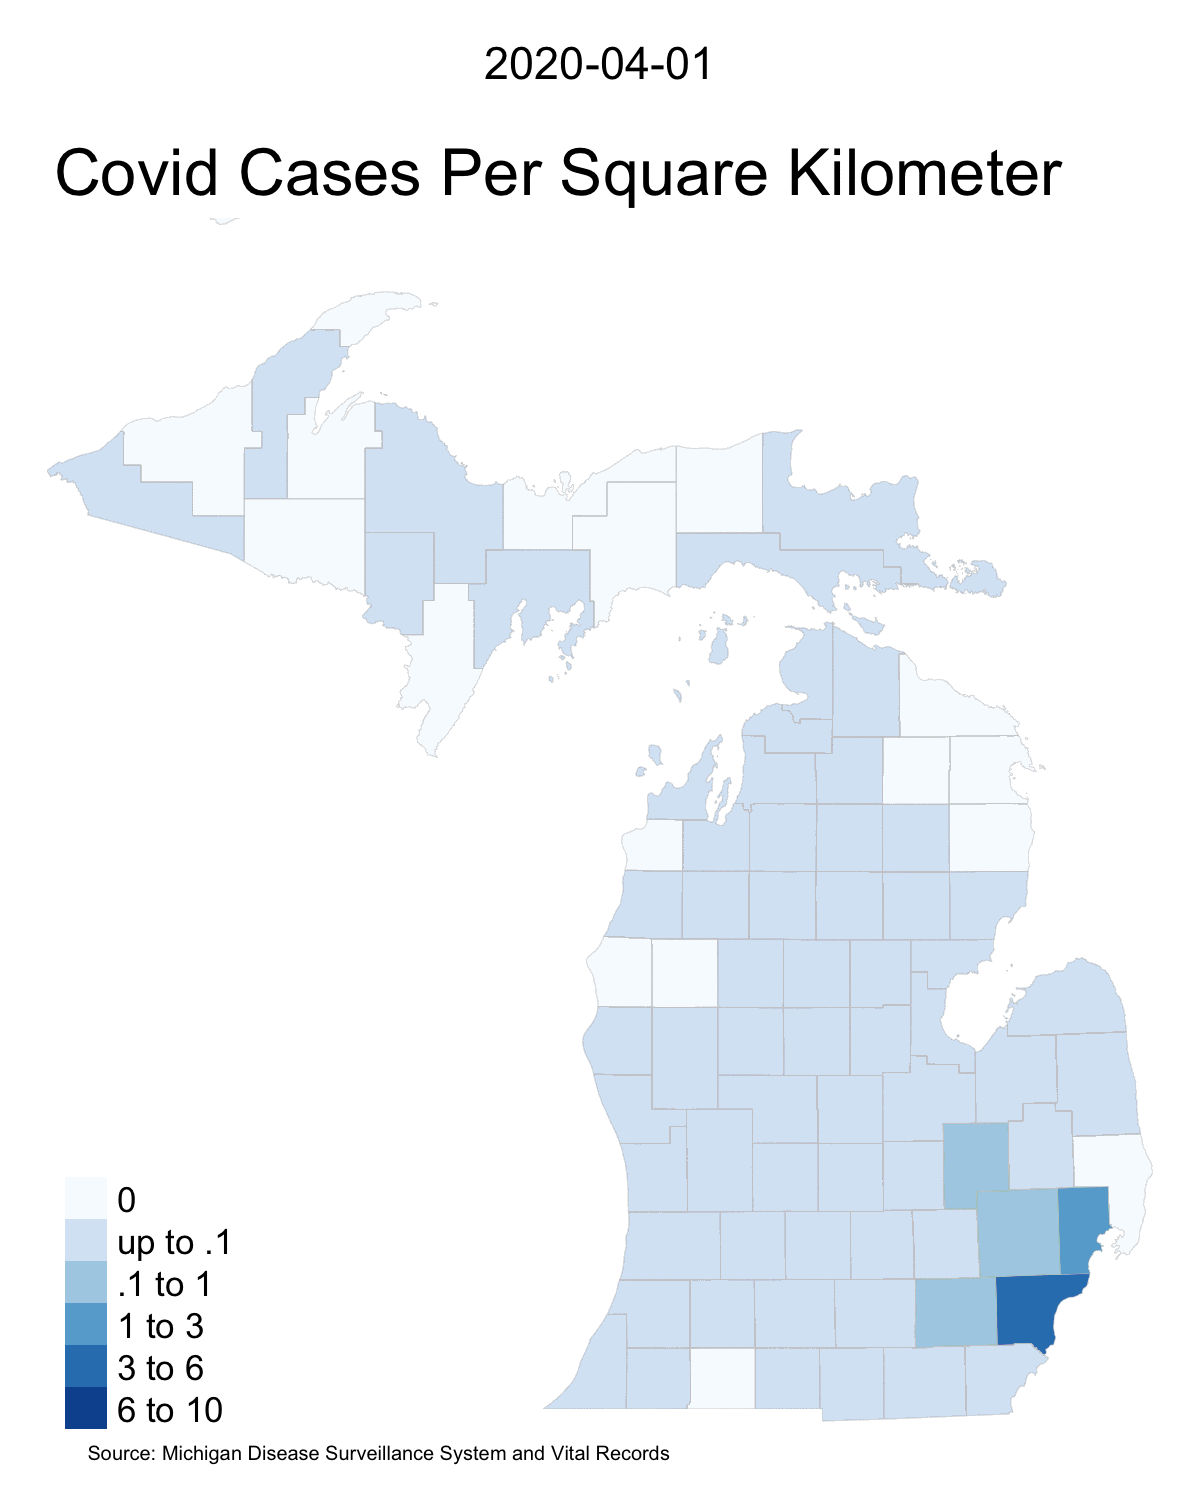 2020-04-01
Covid Cases Per Square Kilometer
0
up to .1
.1 to 1
1 to 3
3 to 6
6 to 10
Source: Michigan Disease Surveillance System and Vital Records